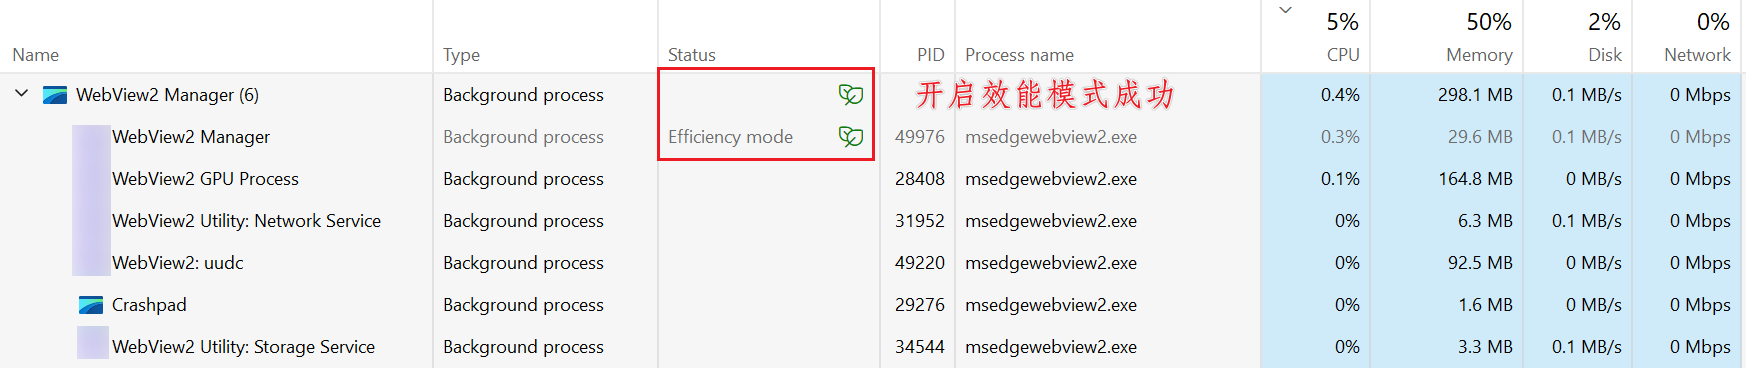 5% 50% 2% 0%
Name Type Status PID Process name CPU Memory Disk Network
WebView2 Manager (6) Background process 开启效能模式成功 0.4% 298.1 MB 0.1 MB/s 0 Mbps
WebView2 Manager Background process Efficiency mode 49976 msedgewebview2.exe 0.3% 29.6 MB 0 MB/s 0 Mbps
WebView2 GPU Process Background process 28408 msedgewebview2.exe 0.1% 164.8 MB 0 MB/s 0 Mbps
WebView2 Utility: Network Service Background process 31952 msedgewebview2.exe 0% 6.3 MB 0.1 MB/s 0 Mbps
WebView2: uudc Background process 49220 msedgewebview2.exe 0% 92.5 MB 0 MB/s 0 Mbps
Crashpad Background process 29276 msedgewebview2.exe 0% 1.6 MB 0 MB/s 0 Mbps
WebView2 Utility: Storage Service Background process 34544 msedgewebview2.exe 0% 3.3 MB 0.1 MB/s 0 Mbps